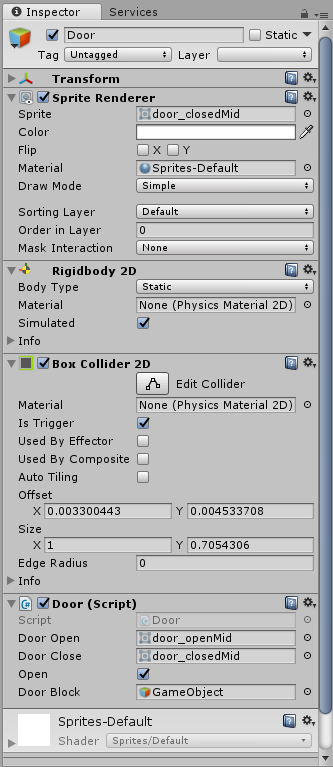 Inspector Services
Door Static
Tag Untagged Layer
Transform
Sprite Renderer
Sprite door_closedMid
Color
Flip X Y
Material Sprites-Default
Draw Mode Simple
Sorting Layer Default
Order in Layer 0
Mask Interaction None
Rigidbody 2D
Body Type Static
Material None (Physics Material 2D)
Simulated
Info
Box Collider 2D
Edit Collider
Material None (Physics Material 2D)
Is Trigger
Used By Effector
Used By Composite
Auto Tiling
Offset
X 0.003300443 Y 0.004533708
Size
X 1 Y 0.7054306
Edge Radius 0
Info
Door (Script)
Script Door
Door Open door_openMid
Door Close door_closedMid
Open
Door Block GameObject
Sprites-Default
Shader Sprites/Default